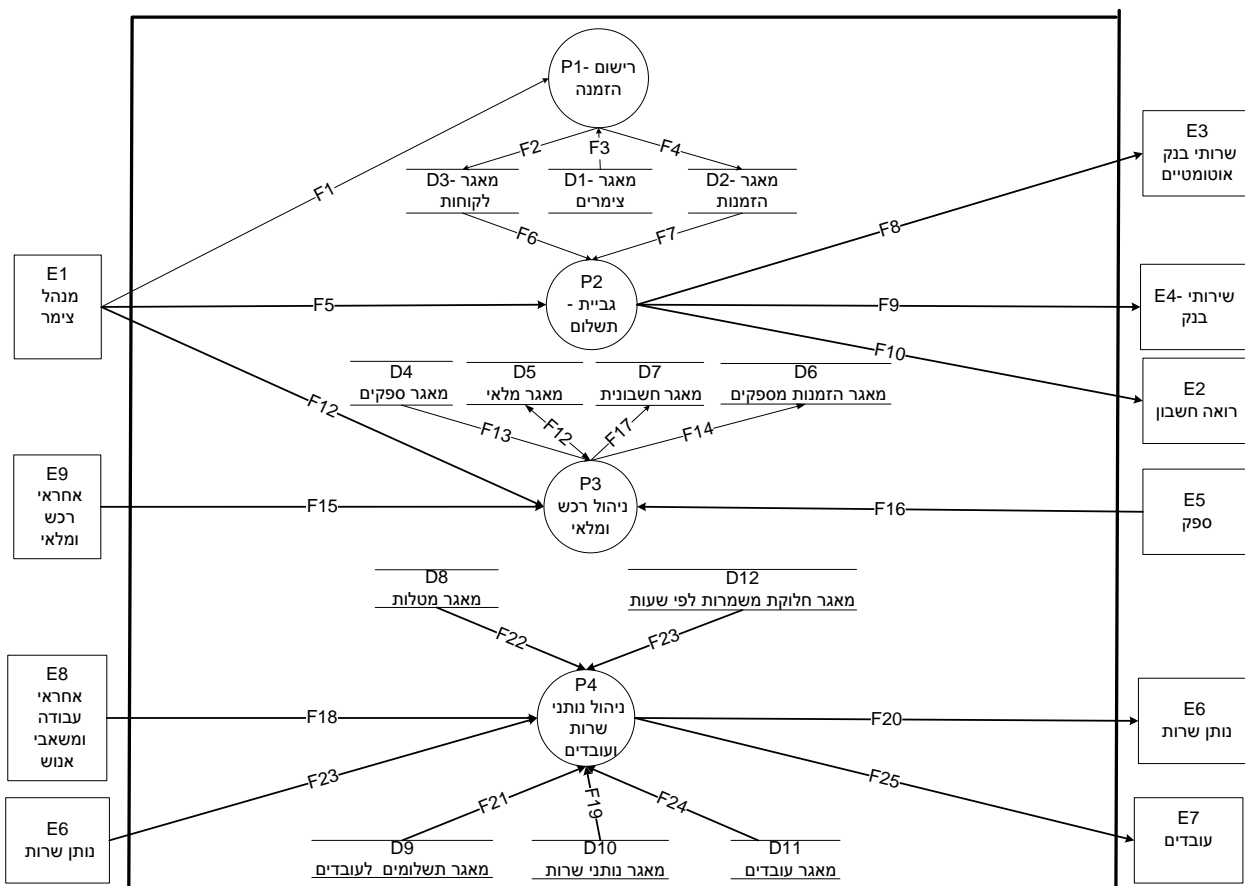 P1- רישום
הזמנה
F1
F2
F3
F4
D3- מאגר
לקוחות
D1- מאגר
צימרים
D2- מאגר
הזמנות
E3
שרותי בנק
אוטומטיים
F6
F7
F8
E1
מנהל
צימר
F5
P2
גביית -
תשלום
F9
E4- שירותי
בנק
F10
E2
רואה חשבון
F12
D4
מאגר ספקים
D5
מאגר מלאי
D7
מאגר חשבונית
D6
מאגר הזמנות מספקים
F13
F12
F17
F14
E9
אחראי
רכש
ומלאי
F15
P3
ניהול רכש
ומלאי
F16
E5
ספק
D8
מאגר מטלות
D12
מאגר חלוקת משמרות לפי שעות
F22
F23
E8
אחראי
עבודה
ומשאבי
אנוש
F18
P4
ניהול נותני
שרות
ועובדים
F20
E6
נותן שרות
F23
F25
E6
נותן שרות
F21
F19
F24
E7
עובדים
D9
מאגר תשלומים לעובדים
D10
מאגר נותני שרות
D11
מאגר עובדים